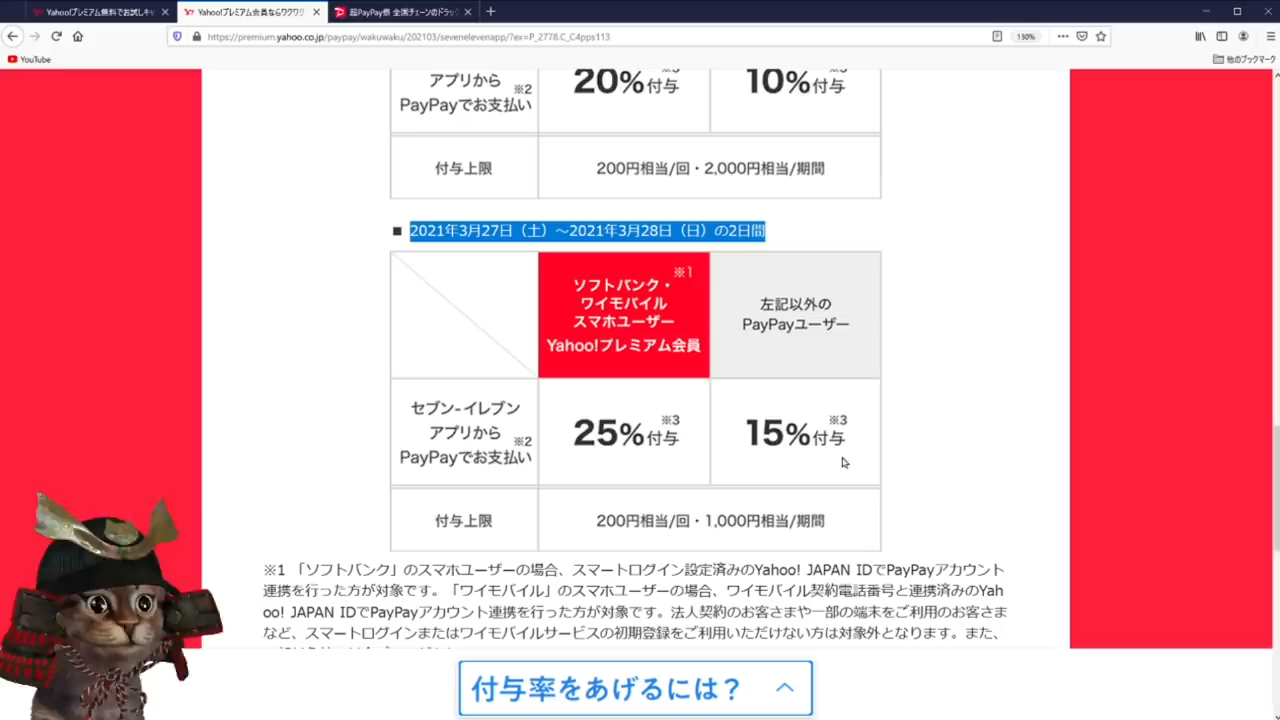 Yahoo!プレミアム無料でお試しキャ
Yahoo!プレミアム会員ならワクワク
超PayPay祭 全国チェーンのドラッグ
https://premium.yahoo.co.jp/paypay/wakuwaku/202103/sevenelevenapp/?ex=P_2778.C_C4pps113
130%
YouTube
他のブックマーク
アプリから ※2
PayPayでお支払い
20%付与 ※3
10%付与 ※3
付与上限
200円相当/回・2,000円相当/期間
■ 2021年3月27日（土）～2021年3月28日（日）の2日間
ソフトバンク・ ※1
ワイモバイル
スマホユーザー
Yahoo!プレミアム会員
左記以外の
PayPayユーザー
セブン‐イレブン
アプリから ※2
PayPayでお支払い
25%付与 ※3
15%付与 ※3
付与上限
200円相当/回・1,000円相当/期間
※1 「ソフトバンク」のスマホユーザーの場合、スマートログイン設定済みのYahoo! JAPAN IDでPayPayアカウント
連携を行った方が対象です。「ワイモバイル」のスマホユーザーの場合、ワイモバイル契約電話番号と連携済みのYah
oo! JAPAN IDでPayPayアカウント連携を行った方が対象です。法人契約のお客さまや一部の端末をご利用のお客さま
など、スマートログインまたはワイモバイルサービスの初期登録をご利用いただけない方は対象外となります。また、
付与率をあげるには？